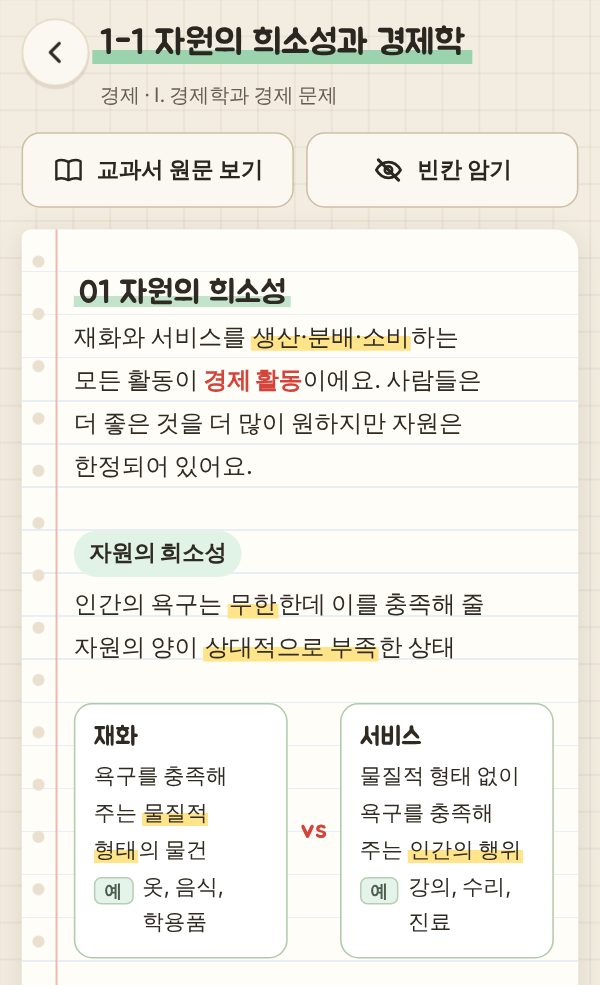 1-1 자원의 희소성과 경제학
경제 · I. 경제학과 경제 문제
교과서 원문 보기
빈칸 암기
01 자원의 희소성
재화와 서비스를 생산·분배·소비하는
모든 활동이 경제 활동이에요. 사람들은
더 좋은 것을 더 많이 원하지만 자원은
한정되어 있어요.
자원의 희소성
인간의 욕구는 무한한데 이를 충족해 줄
자원의 양이 상대적으로 부족한 상태
재화
욕구를 충족해
주는 물질적
형태의 물건
예 옷, 음식,
학용품
vs
서비스
물질적 형태 없이
욕구를 충족해
주는 인간의 행위
예 강의, 수리,
진료